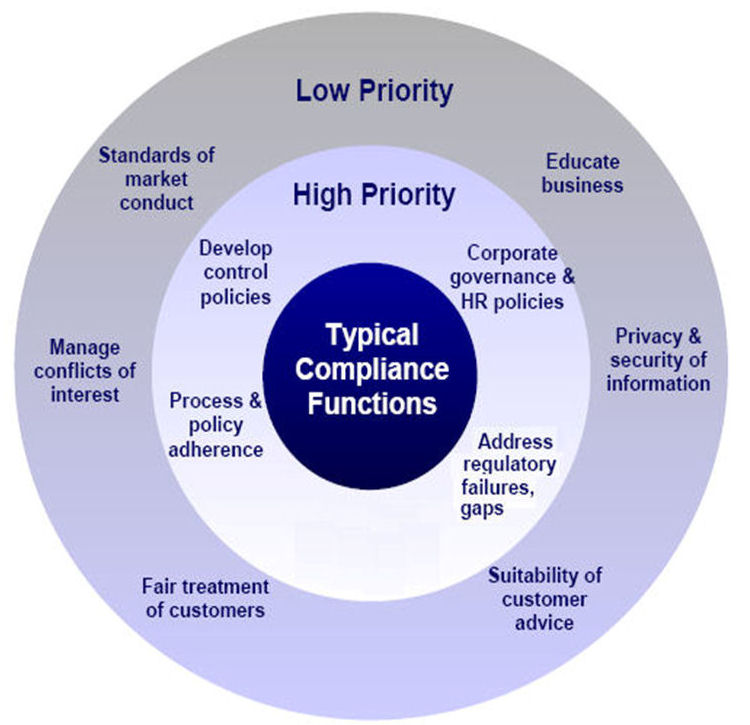 Low Priority
Standards of
market
conduct
Educate
business
High Priority
Develop
control
policies
Corporate
governance &
HR policies
Typical
Compliance
Functions
Manage
conflicts of
interest
Privacy &
security of
information
Process &
policy
adherence
Address
regulatory
failures,
gaps
Fair treatment
of customers
Suitability of
customer
advice